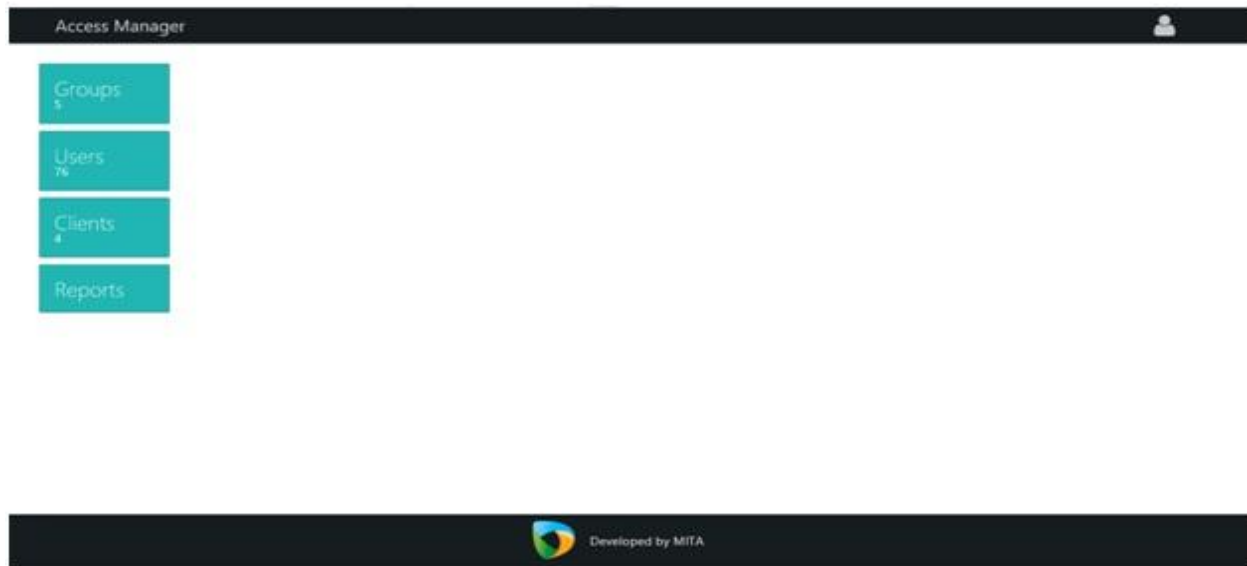 Access Manager
Groups
5
Users
76
Clients
4
Reports
Developed by MITA